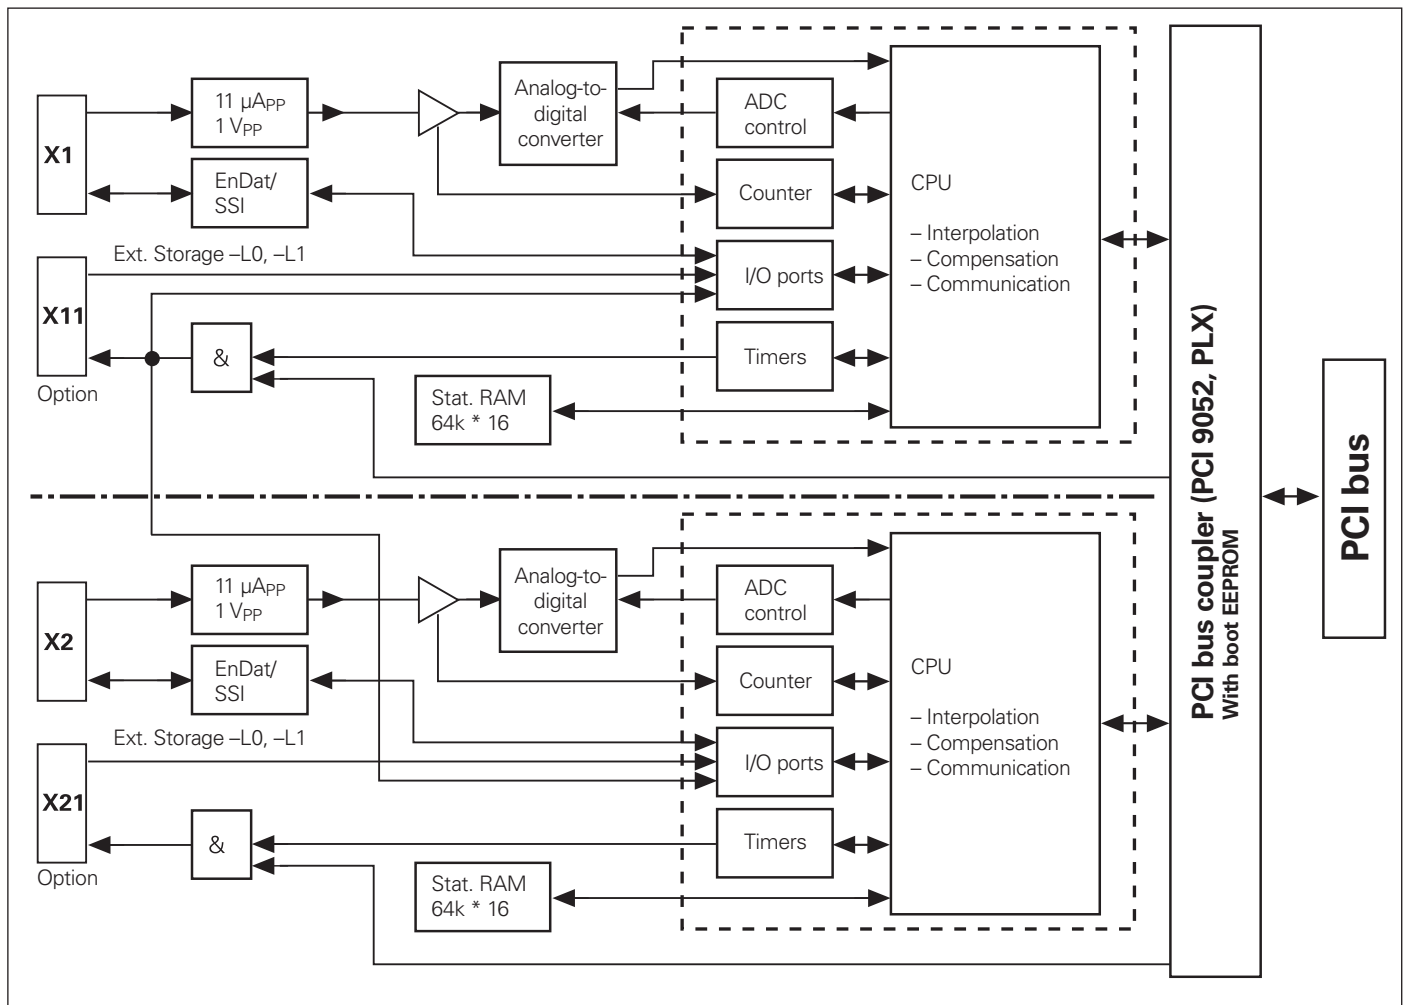 X1
11 µAPP
1 VPP
EnDat/
SSI
Analog-to-
digital
converter
ADC
control
Counter
I/O ports
Timers
CPU
– Interpolation
– Compensation
– Communication
Ext. Storage –L0, –L1
X11
Option
&
Stat. RAM
64k * 16
X2
11 µAPP
1 VPP
EnDat/
SSI
Analog-to-
digital
converter
ADC
control
Counter
I/O ports
Timers
CPU
– Interpolation
– Compensation
– Communication
Ext. Storage –L0, –L1
X21
Option
&
Stat. RAM
64k * 16
PCI bus coupler (PCI 9052, PLX)
With boot EEPROM
PCI bus